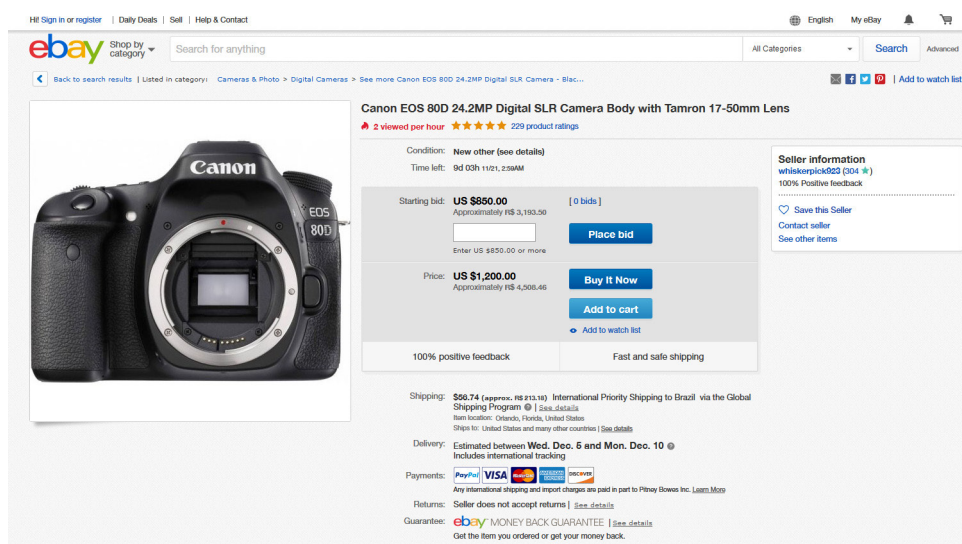 Hi! Sign in or register | Daily Deals | Sell | Help & Contact
English My eBay
ebay Shop by category Search for anything All Categories Search Advanced
Back to search results | Listed in category: Cameras & Photo > Digital Cameras > See more Canon EOS 80D 24.2MP Digital SLR Camera - Blac...
| Add to watch list
Canon EOS 80D 24.2MP Digital SLR Camera Body with Tamron 17-50mm Lens
2 viewed per hour 229 product ratings
Canon
EOS
80D
Condition: New other (see details)
Time left: 9d 03h 11/21, 2:59AM
Starting bid: US $850.00 [ 0 bids ]
Approximately R$ 3,193.50
Place bid
Enter US $850.00 or more
Price: US $1,200.00 Buy It Now
Approximately R$ 4,508.46
Add to cart
Add to watch list
100% positive feedback Fast and safe shipping
Seller information
whiskerpick923 (304 )
100% Positive feedback
Save this Seller
Contact seller
See other items
Shipping: $56.74 (approx. R$ 213.18) International Priority Shipping to Brazil via the Global
Shipping Program | See details
Item location: Orlando, Florida, United States
Ships to: United States and many other countries | See details
Delivery: Estimated between Wed. Dec. 5 and Mon. Dec. 10
Includes international tracking
Payments: PayPal VISA MasterCard AMERICAN EXPRESS DISCOVER
Any international shipping and import charges are paid in part to Pitney Bowes Inc. Learn More
Returns: Seller does not accept returns | See details
Guarantee: ebay MONEY BACK GUARANTEE | See details
Get the item you ordered or get your money back.